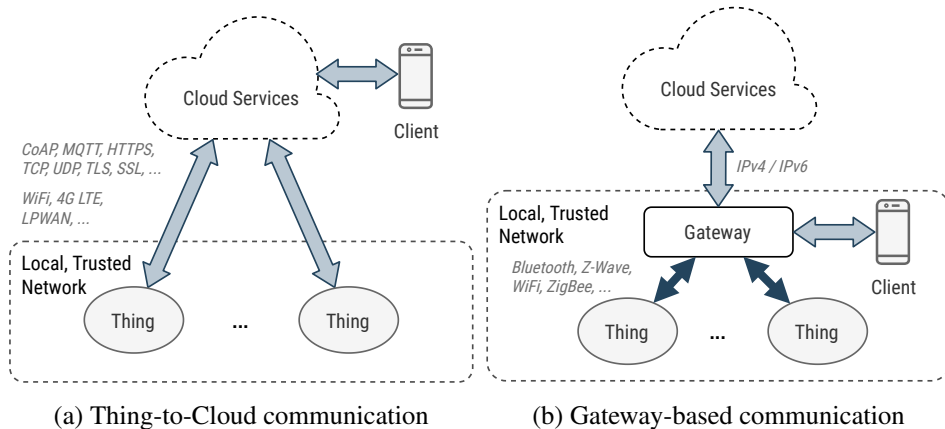 Cloud Services
Client
CoAP, MQTT, HTTPS,
TCP, UDP, TLS, SSL, ...
WiFi, 4G LTE,
LPWAN, ...
Local, Trusted
Network
Thing
...
Thing
(a) Thing-to-Cloud communication
Cloud Services
IPv4 / IPv6
Local, Trusted
Network
Gateway
Client
Bluetooth, Z-Wave,
WiFi, ZigBee, ...
Thing
...
Thing
(b) Gateway-based communication